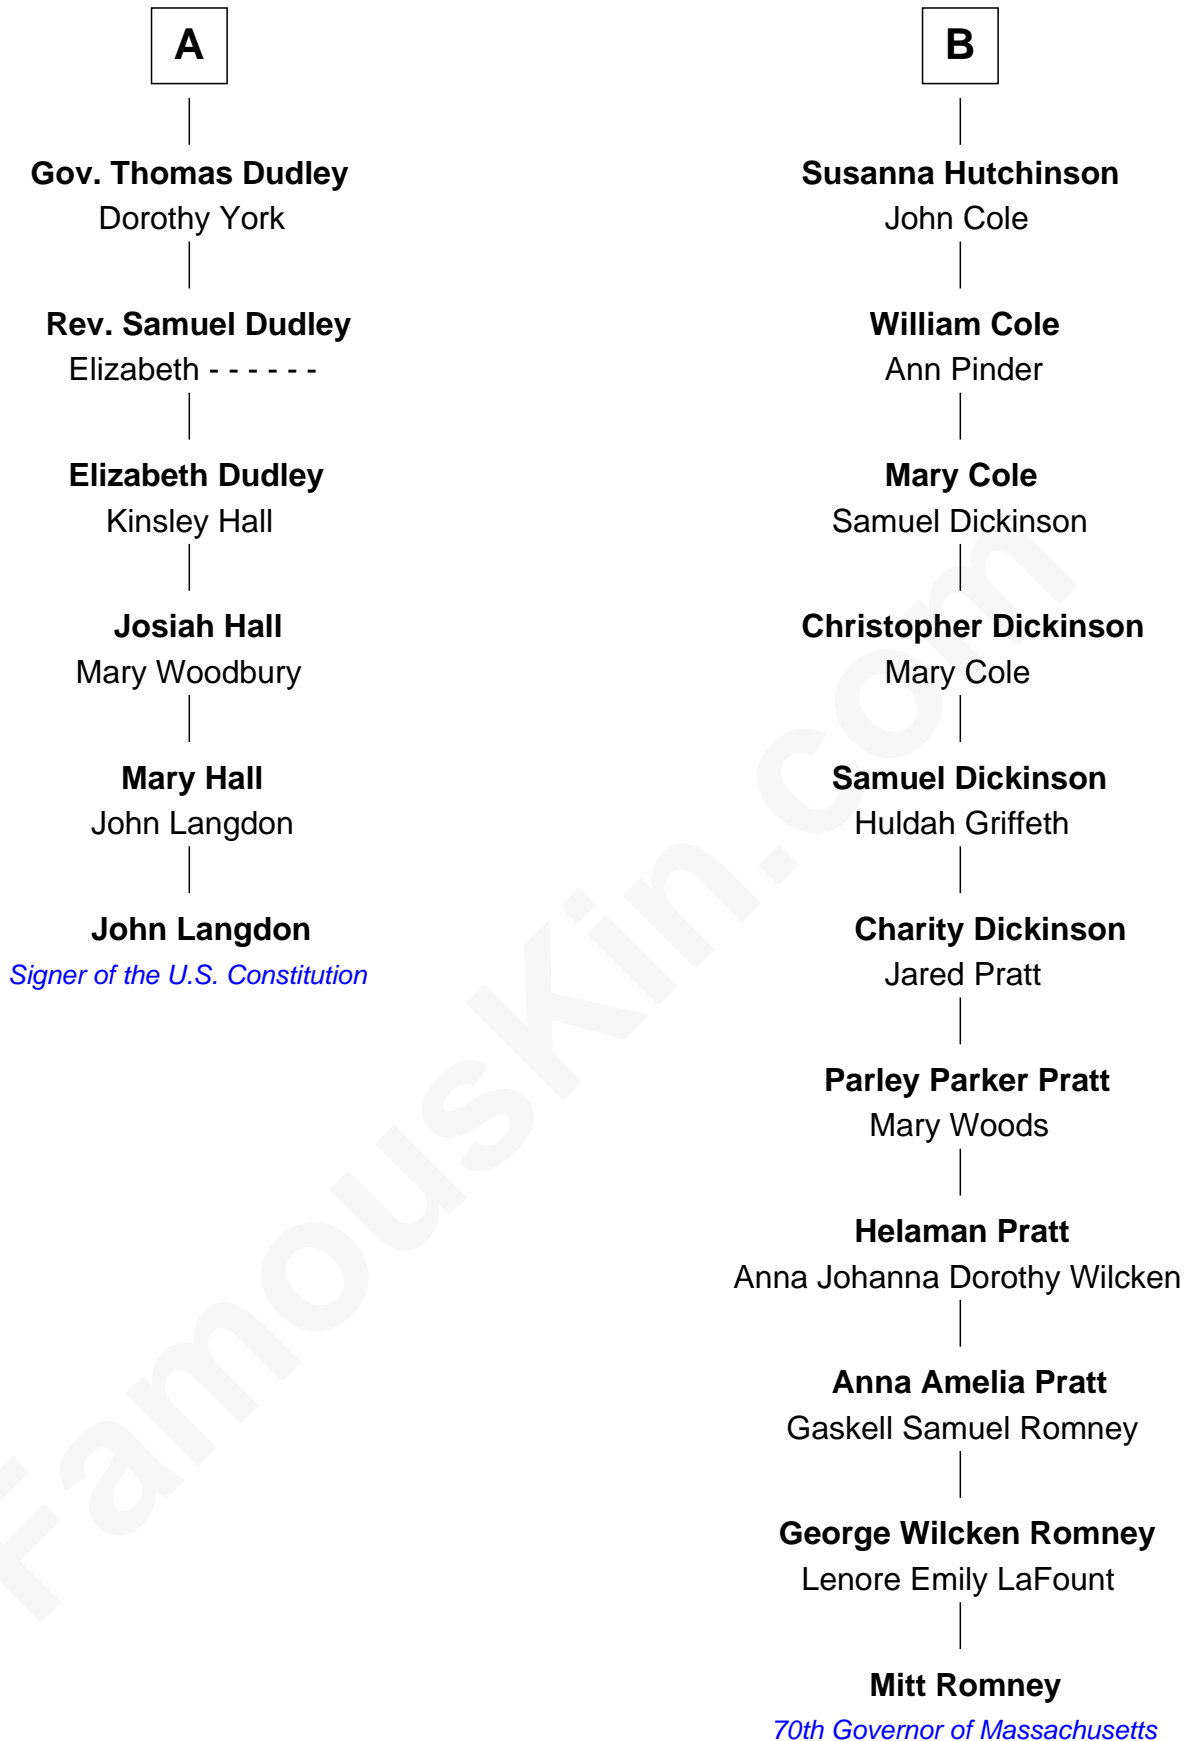 A
Gov. Thomas Dudley
Dorothy York
Rev. Samuel Dudley
Elizabeth - - - - - -
Elizabeth Dudley
Kinsley Hall
Josiah Hall
Mary Woodbury
Mary Hall
John Langdon
John Langdon
Signer of the U.S. Constitution
B
Susanna Hutchinson
John Cole
William Cole
Ann Pinder
Mary Cole
Samuel Dickinson
Christopher Dickinson
Mary Cole
Samuel Dickinson
Huldah Griffeth
Charity Dickinson
Jared Pratt
Parley Parker Pratt
Mary Woods
Helaman Pratt
Anna Johanna Dorothy Wilcken
Anna Amelia Pratt
Gaskell Samuel Romney
George Wilcken Romney
Lenore Emily LaFount
Mitt Romney
70th Governor of Massachusetts
FamousKin.com